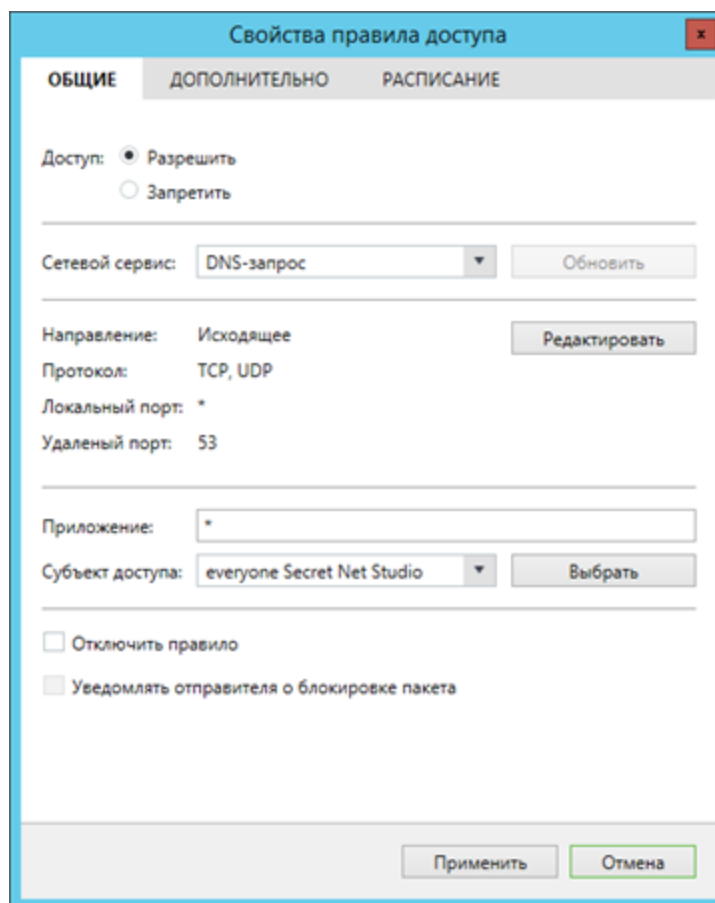 Свойства правила доступа
x
ОБЩИЕ ДОПОЛНИТЕЛЬНО РАСПИСАНИЕ
Доступ: Разрешить
Запретить
Сетевой сервис: DNS-запрос Обновить
Направление: Исходящее Редактировать
Протокол: TCP, UDP
Локальный порт: *
Удаленый порт: 53
Приложение: *
Субъект доступа: everyone Secret Net Studio Выбрать
Отключить правило
Уведомлять отправителя о блокировке пакета
Применить Отмена